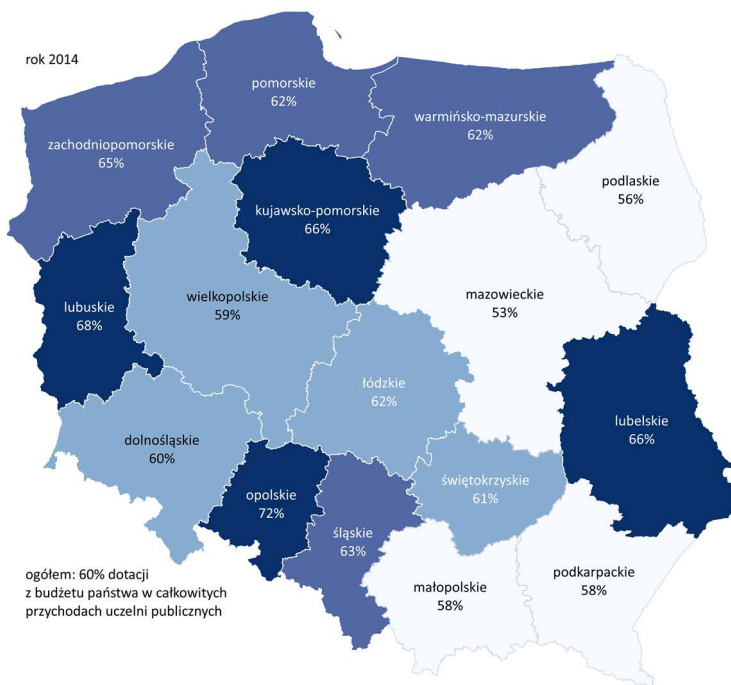 rok 2014
pomorskie
62%
warmińsko-mazurskie
62%
zachodniopomorskie
65%
podlaskie
56%
kujawsko-pomorskie
66%
wielkopolskie
59%
mazowieckie
53%
lubuskie
68%
łódzkie
62%
lubelskie
66%
dolnośląskie
60%
świętokrzyskie
61%
opolskie
72%
śląskie
63%
małopolskie
58%
podkarpackie
58%
ogółem: 60% dotacji
z budżetu państwa w całkowitych
przychodach uczelni publicznych